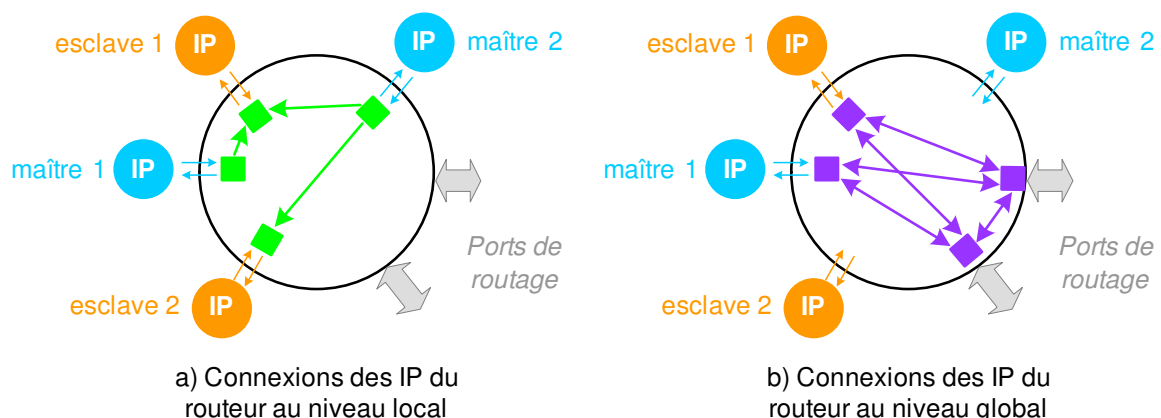 esclave 1
IP
IP
maître 2
maître 1
IP
esclave 2
IP
Ports de
routage
a) Connexions des IP du
routeur au niveau local
esclave 1
IP
IP
maître 2
maître 1
IP
esclave 2
IP
Ports de
routage
b) Connexions des IP du
routeur au niveau global